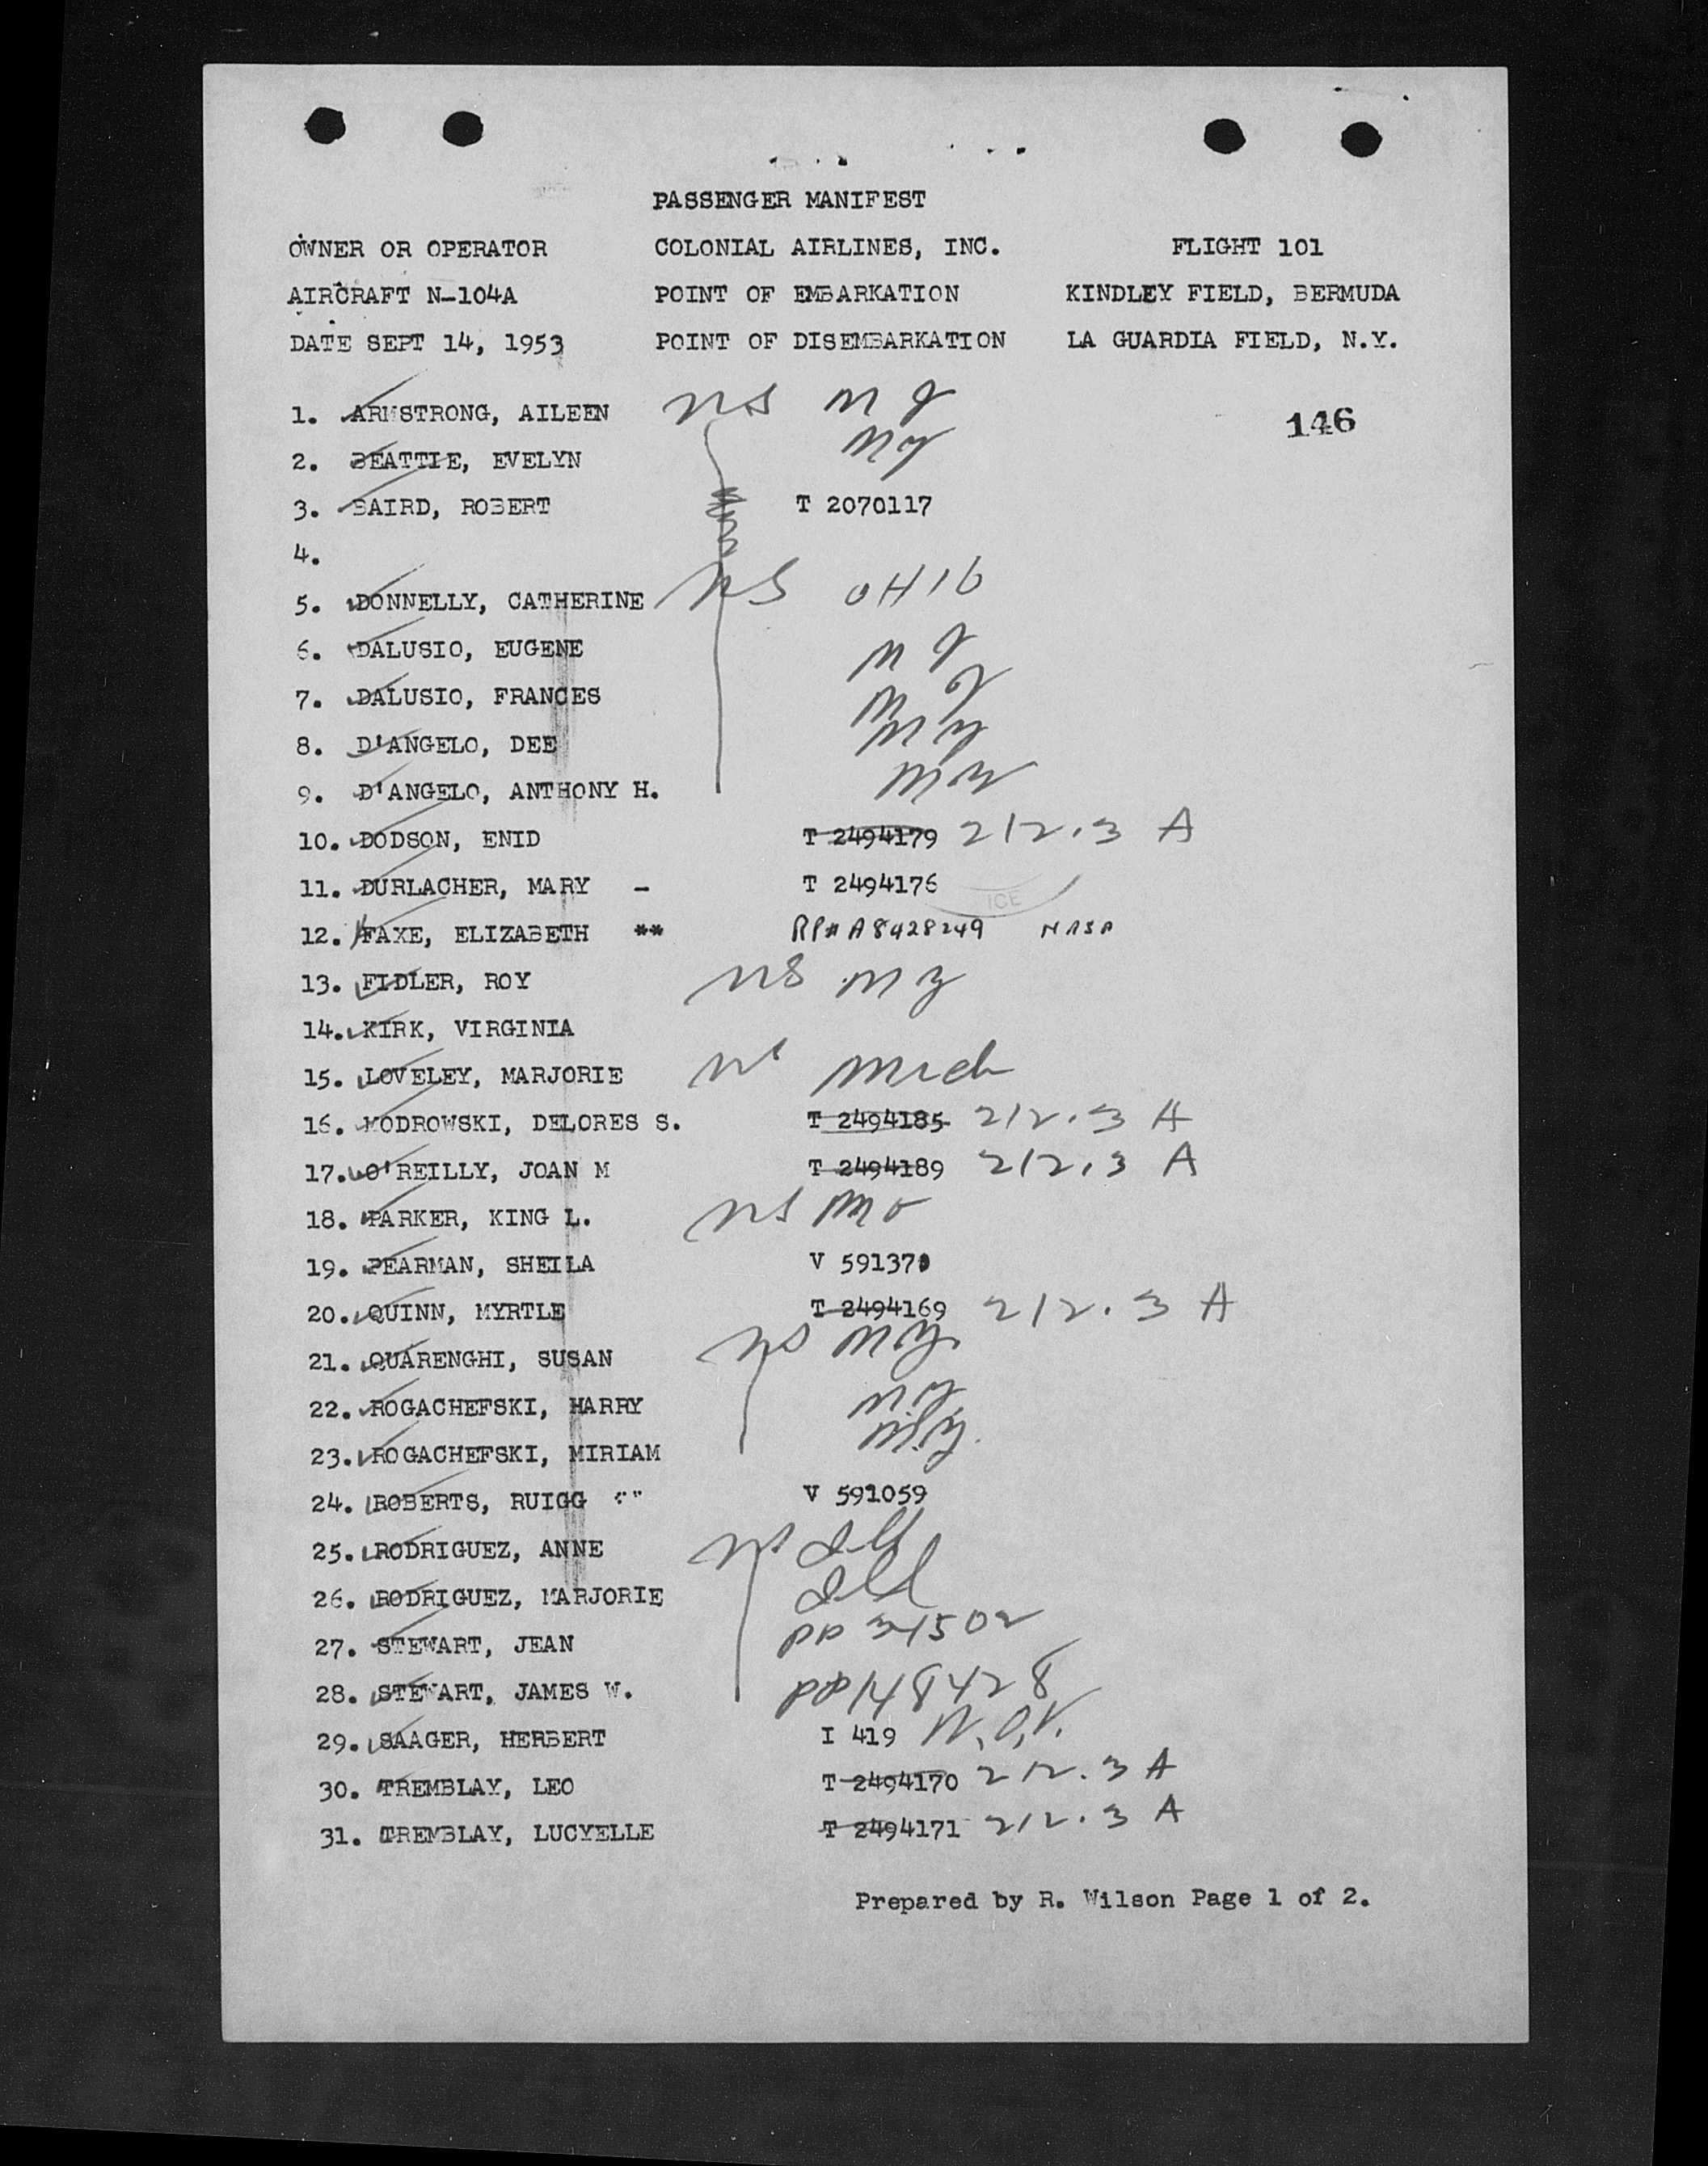 PASSENGER MANIFEST
OWNER OR OPERATOR COLONIAL AIRLINES, INC. FLIGHT 101
AIRCRAFT N-104A POINT OF EMBARKATION KINDLEY FIELD, BERMUDA
DATE SEPT 14, 1953 POINT OF DISEMBARKATION LA GUARDIA FIELD, N.Y.
1. ARMSTRONG, AILEEN
146
2. BEATTIE, EVELYN
3. BAIRD, ROBERT T 2070117
4.
5. DONNELLY, CATHERINE OHIO
6. DALUSIO, EUGENE
7. DALUSIO, FRANCES
8. D'ANGELO, DEE
9. D'ANGELO, ANTHONY H.
10. DODSON, ENID T 2494179 212.3 A
11. DURLACHER, MARY - T 2494176
12. FAXE, ELIZABETH ** RP# A8428249
13. FIDLER, ROY
14. KIRK, VIRGINIA
15. LOVELEY, MARJORIE Mich
16. MODROWSKI, DELORES S. T 2494185 212.3 A
17. O'REILLY, JOAN M T 2494189 212.3 A
18. PARKER, KING L. Mo
19. PEARMAN, SHEILA V 591370
20. QUINN, MYRTLE T 2494169 212.3 A
21. QUARENGHI, SUSAN
22. ROGACHEFSKI, HARRY
23. ROGACHEFSKI, MIRIAM
24. ROBERTS, RUIGG V 591059
25. RODRIGUEZ, ANNE
26. RODRIGUEZ, MARJORIE
27. STEWART, JEAN
28. STEWART, JAMES W.
29. SAAGER, HERBERT I 419
30. TREMBLAY, LEO T 2494170 212.3 A
31. TREMBLAY, LUCYELLE T 2494171 212.3 A
Prepared by R. Wilson Page 1 of 2.